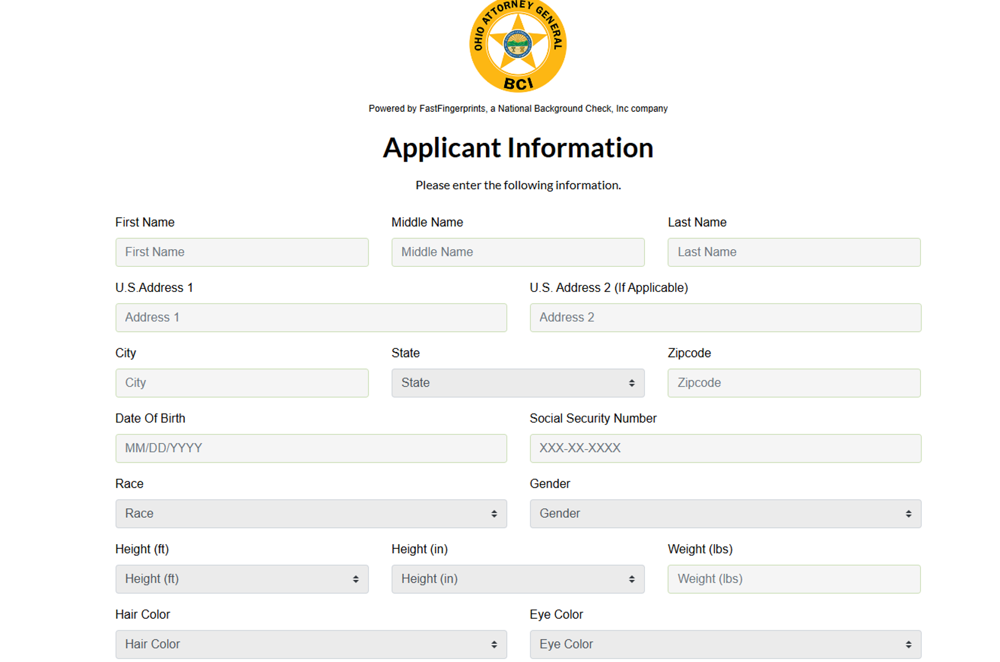 OHIO ATTORNEY GENERAL
BCI
Powered by FastFingerprints, a National Background Check, Inc company
Applicant Information
Please enter the following information.
First Name Middle Name Last Name
First Name Middle Name Last Name
U.S.Address 1 U.S. Address 2 (If Applicable)
Address 1 Address 2
City State Zipcode
City State Zipcode
Date Of Birth Social Security Number
MM/DD/YYYY XXX-XX-XXXX
Race Gender
Race Gender
Height (ft) Height (in) Weight (lbs)
Height (ft) Height (in) Weight (lbs)
Hair Color Eye Color
Hair Color Eye Color